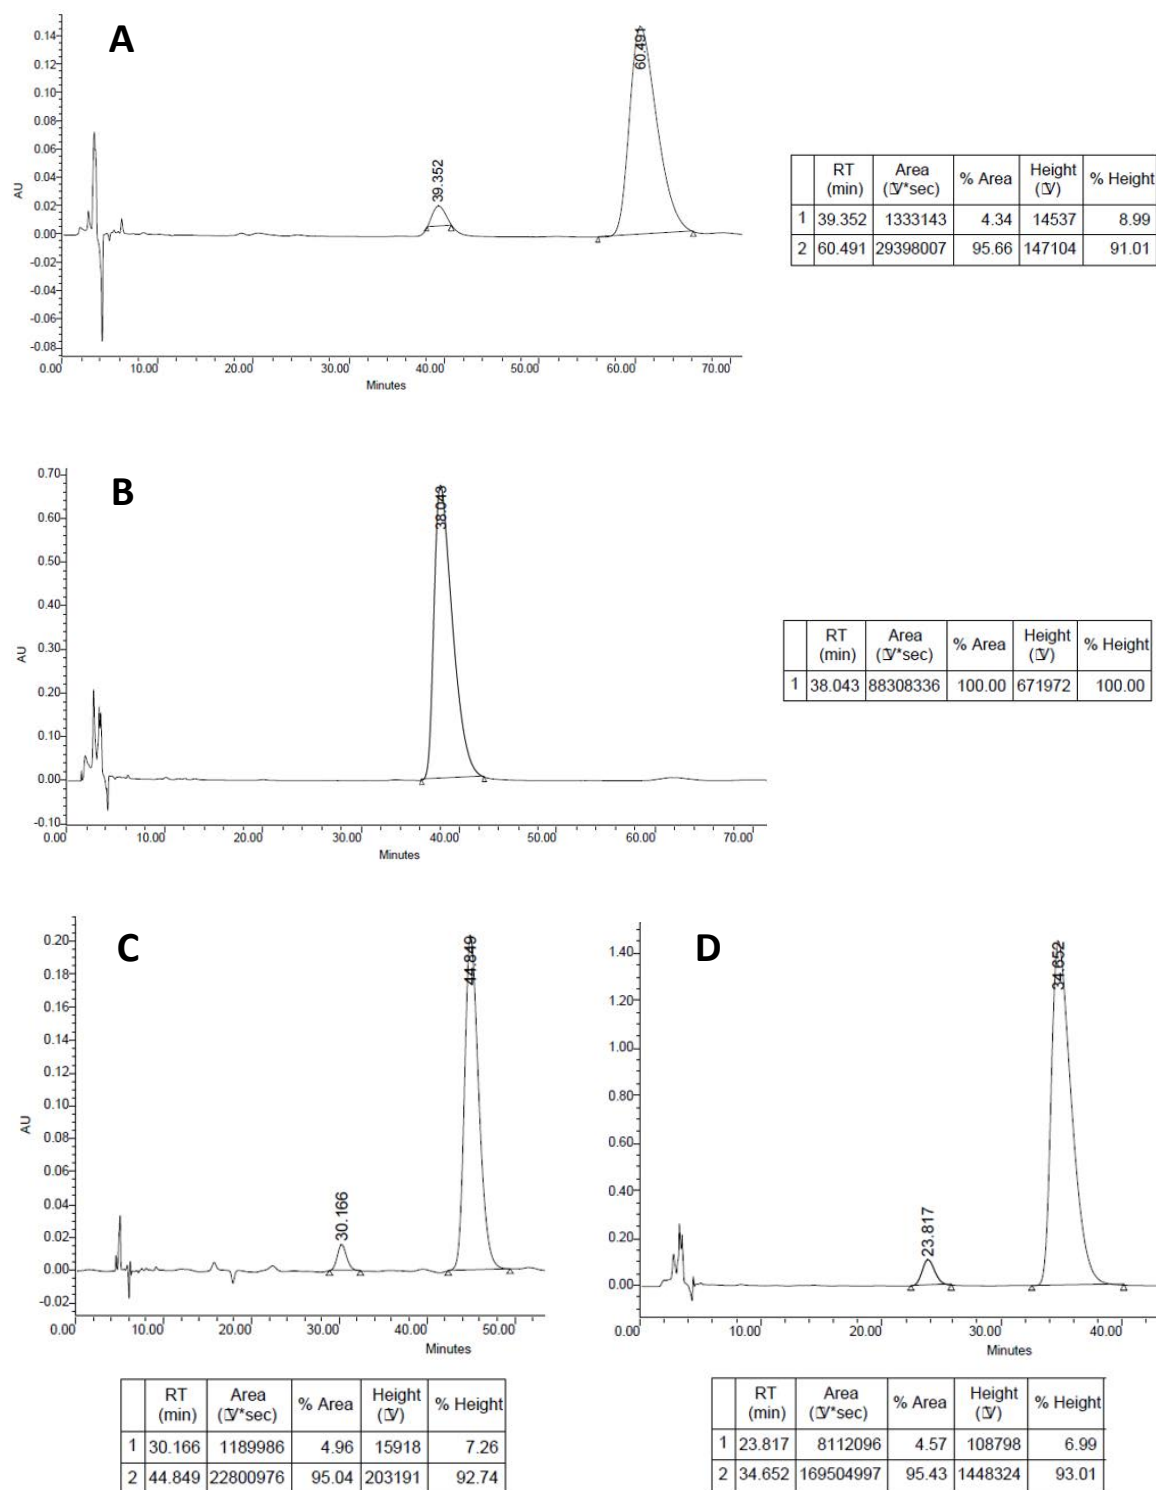 A
0.14
0.12
0.10
0.08
0.06
0.04
0.02
0.00
-0.02
-0.04
-0.06
-0.08
AU
39.352
60.491
0.00 10.00 20.00 30.00 40.00 50.00 60.00 70.00
Minutes
RT (min) Area (V*sec) % Area Height (V) % Height
1 39.352 1333143 4.34 14537 8.99
2 60.491 29398007 95.66 147104 91.01
B
0.70
0.60
0.50
0.40
0.30
0.20
0.10
0.00
-0.10
AU
38.043
0.00 10.00 20.00 30.00 40.00 50.00 60.00 70.00
Minutes
RT (min) Area (V*sec) % Area Height (V) % Height
1 38.043 88308336 100.00 671972 100.00
C
0.20
0.18
0.16
0.14
0.12
0.10
0.08
0.06
0.04
0.02
0.00
-0.02
AU
30.166
44.849
0.00 10.00 20.00 30.00 40.00 50.00
Minutes
RT (min) Area (V*sec) % Area Height (V) % Height
1 30.166 1189986 4.96 15918 7.26
2 44.849 22800976 95.04 203191 92.74
D
1.40
1.20
1.00
0.80
0.60
0.40
0.20
0.00
23.817
34.652
0.00 10.00 20.00 30.00 40.00
Minutes
RT (min) Area (V*sec) % Area Height (V) % Height
1 23.817 8112096 4.57 108798 6.99
2 34.652 169504997 95.43 1448324 93.01